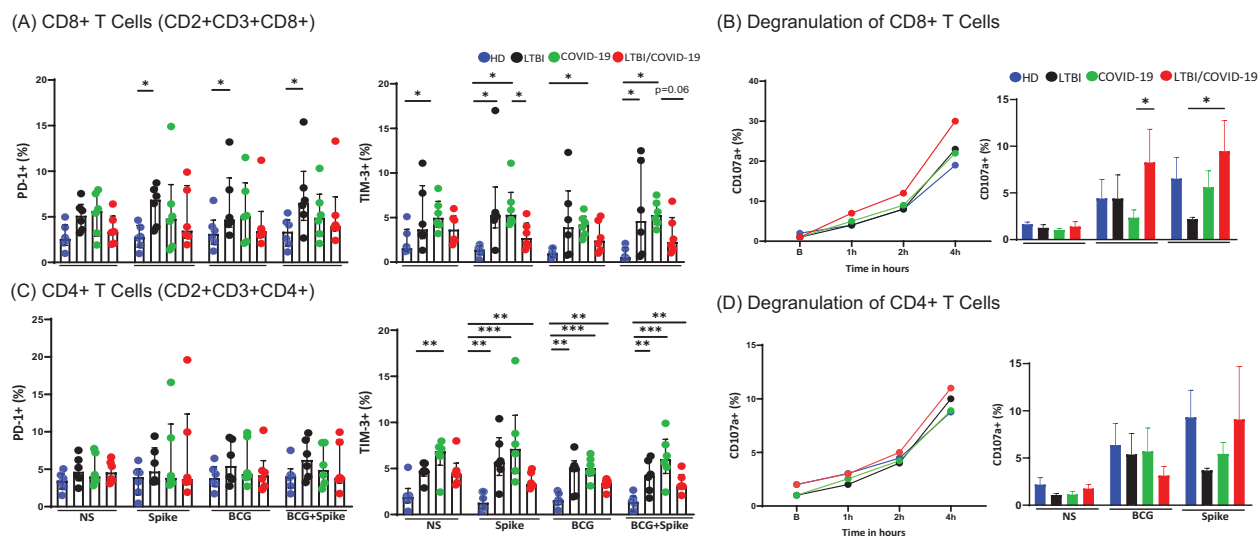 (A) CD8+ T Cells (CD2+CD3+CD8+)
HD LTBI COVID-19 LTBI/COVID-19
PD-1+ (%)
20
15
10
5
0
* * *
TIM-3+ (%)
20
15
10
5
0
* * * * * * * p=0.06
(B) Degranulation of CD8+ T Cells
CD107a+ (%)
30
20
10
0
B 1h 2h 4h
Time in hours
HD LTBI COVID-19 LTBI/COVID-19
CD107a+ (%)
15
10
5
0
* *
(C) CD4+ T Cells (CD2+CD3+CD4+)
PD-1+ (%)
25
20
15
10
5
0
NS Spike BCG BCG+Spike
TIM-3+ (%)
20
15
10
5
0
** ** *** ** ** *** ** ** *** **
NS Spike BCG BCG+Spike
(D) Degranulation of CD4+ T Cells
CD107a+ (%)
15
10
5
0
B 1h 2h 4h
Time in hours
CD107a+ (%)
15
10
5
0
NS BCG Spike